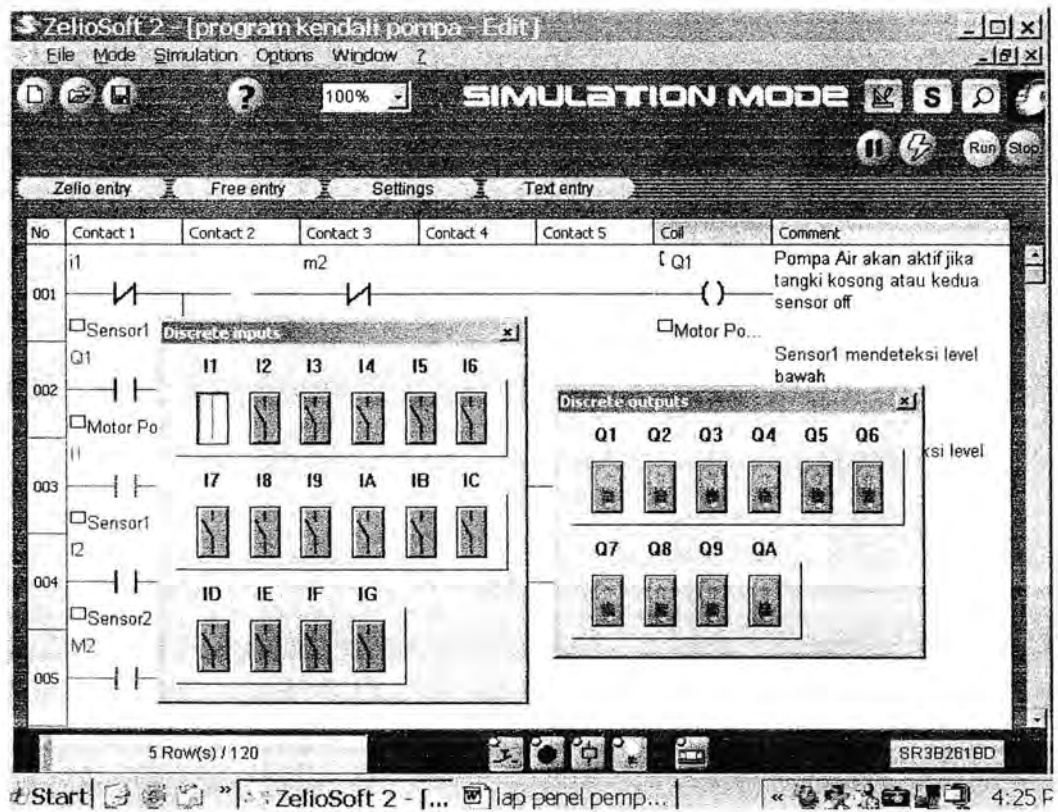 ZelioSoft 2 - [program kendali pompa - Edit]
File Mode Simulation Options Window ?
? 100% SIMULATION MODE S
Run Stop
Zelio entry Free entry Settings Text entry
No Contact 1 Contact 2 Contact 3 Contact 4 Contact 5 Coil Comment
i1 m2 [ Q1 Pompa Air akan aktif jika
001 tangki kosong atau kedua
sensor off
Sensor1 Motor Po...
Sensor1 mendeteksi level
bawah
Q1
002
Motor Po
ksi level
I1
003
Sensor1
I2
004
Sensor2
M2
005
Discrete inputs
I1 I2 I3 I4 I5 I6
I7 I8 I9 IA IB IC
ID IE IF IG
Discrete outputs
Q1 Q2 Q3 Q4 Q5 Q6
Q7 Q8 Q9 QA
5 Row(s) / 120 SR3B261BD
Start » ZelioSoft 2 - [... lap penel pemp... « 4:25 P